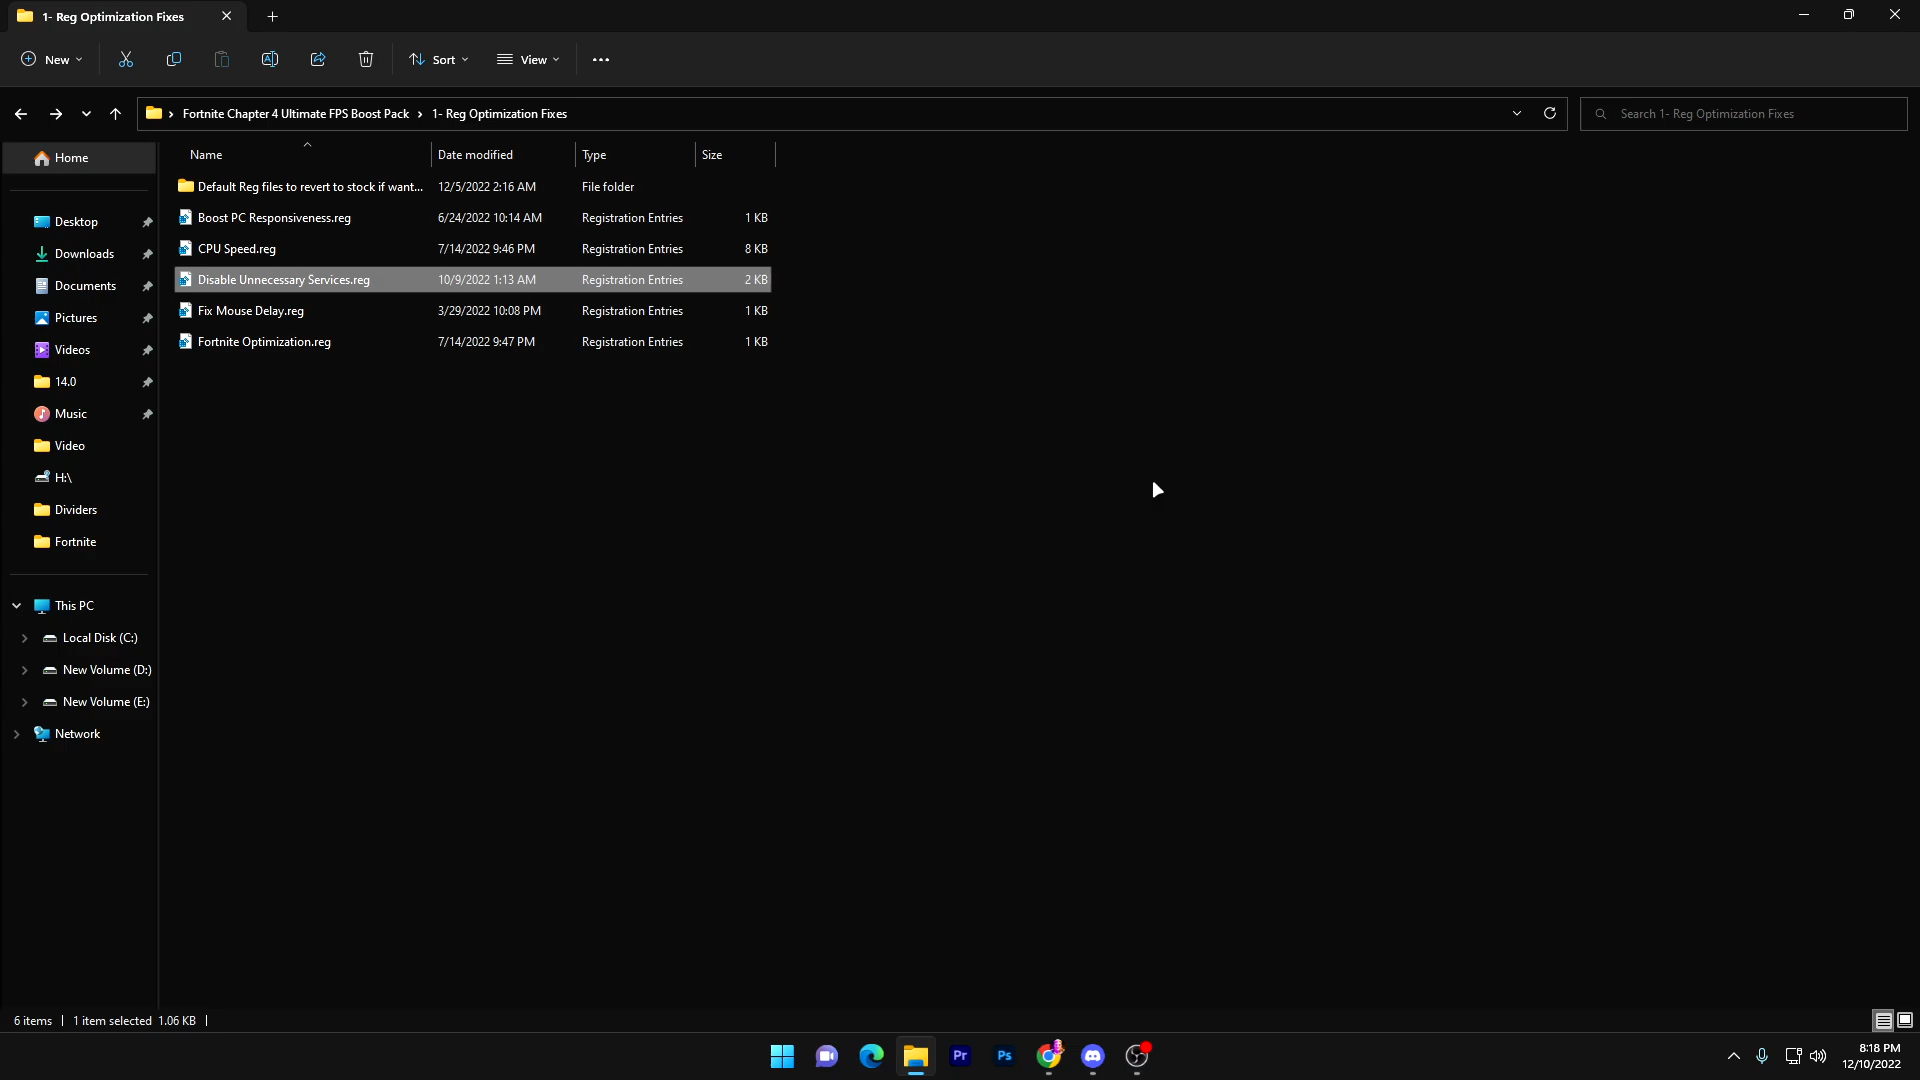 1- Reg Optimization Fixes
New
Sort
View
Fortnite Chapter 4 Ultimate FPS Boost Pack > 1- Reg Optimization Fixes
Search 1- Reg Optimization Fixes
Home
Name Date modified Type Size
Default Reg files to revert to stock if want... 12/5/2022 2:16 AM File folder
Boost PC Responsiveness.reg 6/24/2022 10:14 AM Registration Entries 1 KB
CPU Speed.reg 7/14/2022 9:46 PM Registration Entries 8 KB
Disable Unnecessary Services.reg 10/9/2022 1:13 AM Registration Entries 2 KB
Fix Mouse Delay.reg 3/29/2022 10:08 PM Registration Entries 1 KB
Fortnite Optimization.reg 7/14/2022 9:47 PM Registration Entries 1 KB
Desktop
Downloads
Documents
Pictures
Videos
14.0
Music
Video
H:\
Dividers
Fortnite
This PC
Local Disk (C:)
New Volume (D:)
New Volume (E:)
Network
6 items | 1 item selected 1.06 KB |
Pr
Ps
8:18 PM
12/10/2022